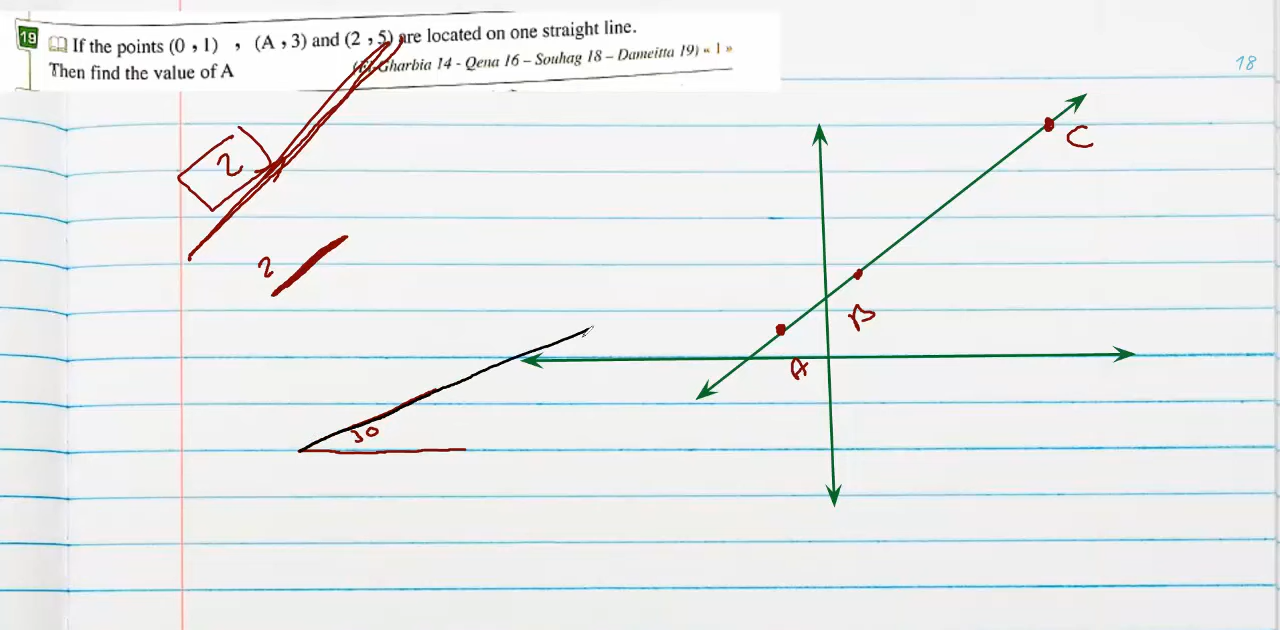 19 If the points (0 , 1) , (A , 3) and (2 , 5) are located on one straight line.
Then find the value of A
(El-Gharbia 14 - Qena 16 – Souhag 18 – Dameitta 19) « 1 »
18
2
2
30
C
B
A